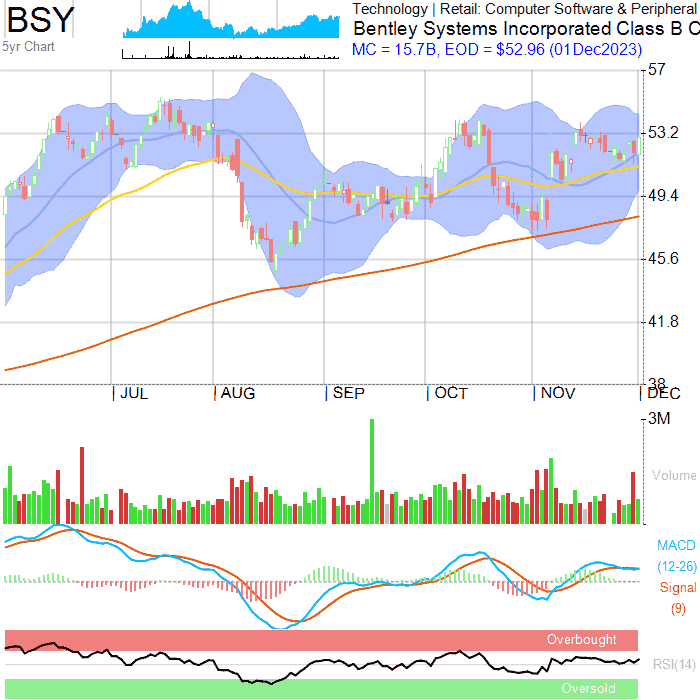 BSY
Technology | Retail: Computer Software & Peripheral
Bentley Systems Incorporated Class B C
5yr Chart
MC = 15.7B, EOD = $52.96 (01Dec2023)
57
53.2
49.4
45.6
41.8
38
| JUL | AUG | SEP | OCT | NOV | DEC
3M
Volume
MACD
(12-26)
Signal
(9)
Overbought
RSI(14)
Oversold